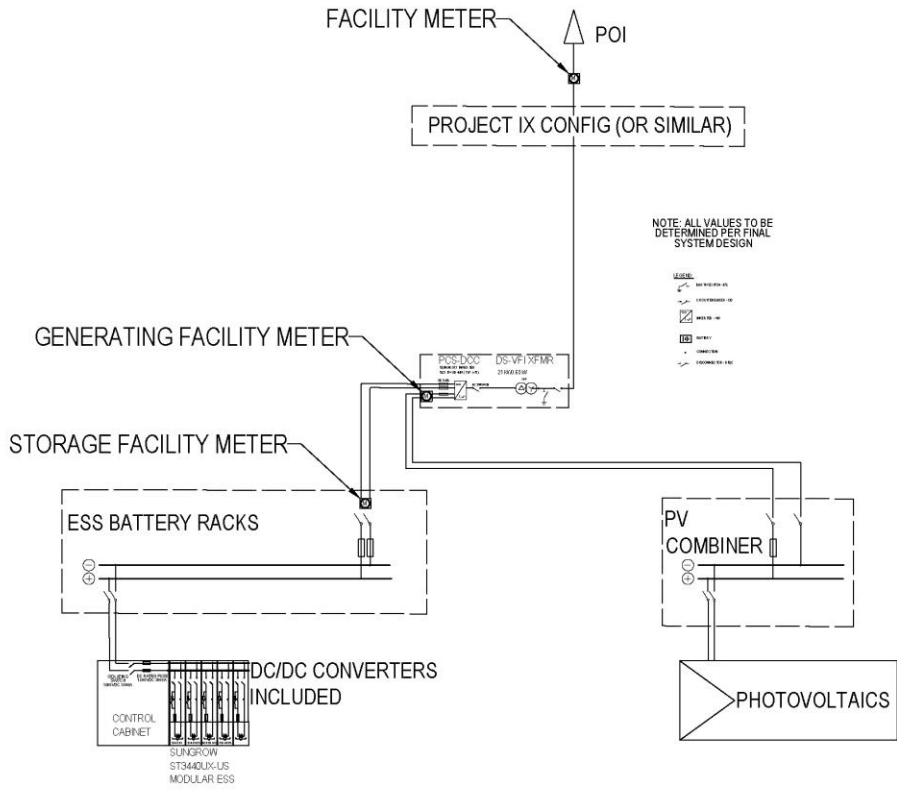 FACILITY METER
POI
PROJECT IX CONFIG (OR SIMILAR)
NOTE: ALL VALUES TO BE
DETERMINED PER FINAL
SYSTEM DESIGN
LEGEND:
BATTERY
CONNECTION
GENERATING FACILITY METER
PCS-DCC DS-VFI XFMR
STORAGE FACILITY METER
ESS BATTERY RACKS
PV
COMBINER
DC/DC CONVERTERS
INCLUDED
CONTROL
CABINET
SUNGROW
ST3440UX-US
MODULAR ESS
PHOTOVOLTAICS